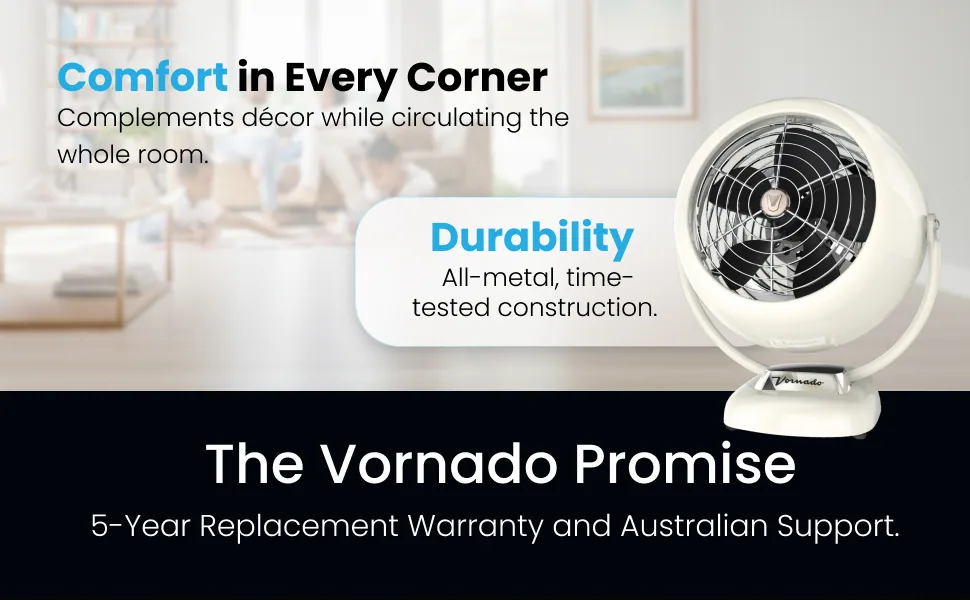 Comfort in Every Corner
Complements décor while circulating the
whole room.
Durability
All-metal, time-
tested construction.
Vornado
The Vornado Promise
5-Year Replacement Warranty and Australian Support.